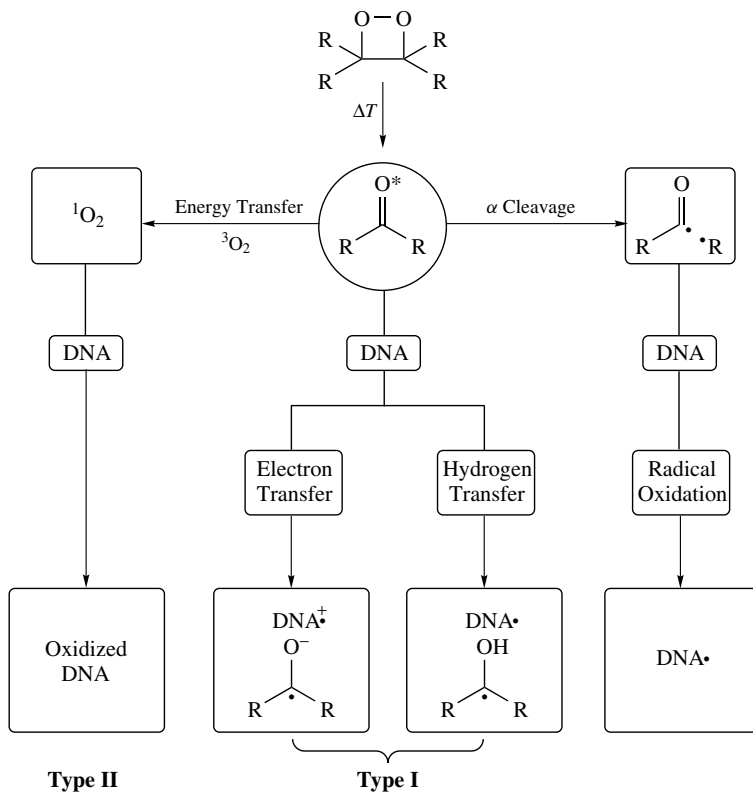 O–O
R R
R R
ΔT
O*
R R
¹O₂
Energy Transfer
³O₂
α Cleavage
O
R • •R
DNA
DNA
DNA
Electron
Transfer
Hydrogen
Transfer
Radical
Oxidation
Oxidized
DNA
DNA•⁺
O⁻
R • R
DNA•
OH
R • R
DNA•
Type II
Type I